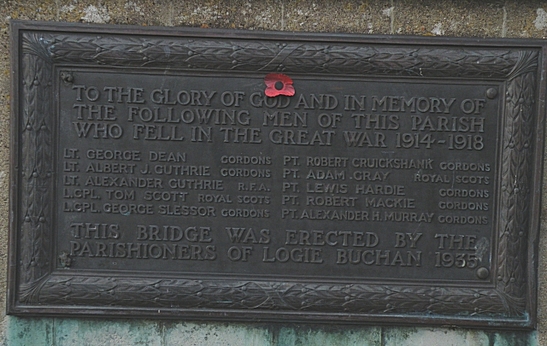 TO THE GLORY OF GOD AND IN MEMORY OF
THE FOLLOWING MEN OF THIS PARISH
WHO FELL IN THE GREAT WAR 1914-1918
LT. GEORGE DEAN GORDONS
LT. ALBERT J. GUTHRIE GORDONS
LT. ALEXANDER GUTHRIE R.F.A.
L.CPL. TOM SCOTT ROYAL SCOTS
L.CPL. GEORGE SLESSOR GORDONS
PT. ROBERT CRUICKSHANK GORDONS
PT. ADAM GRAY ROYAL SCOTS
PT. LEWIS HARDIE GORDONS
PT. ROBERT MACKIE GORDONS
PT. ALEXANDER H. MURRAY GORDONS
THIS BRIDGE WAS ERECTED BY THE
PARISHIONERS OF LOGIE BUCHAN 1935